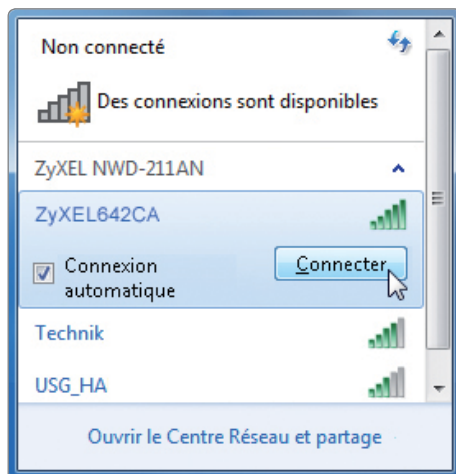 Non connecté
Des connexions sont disponibles
ZyXEL NWD-211AN
ZyXEL642CA
Connexion
automatique
Connecter
Technik
USG_HA
Ouvrir le Centre Réseau et partage